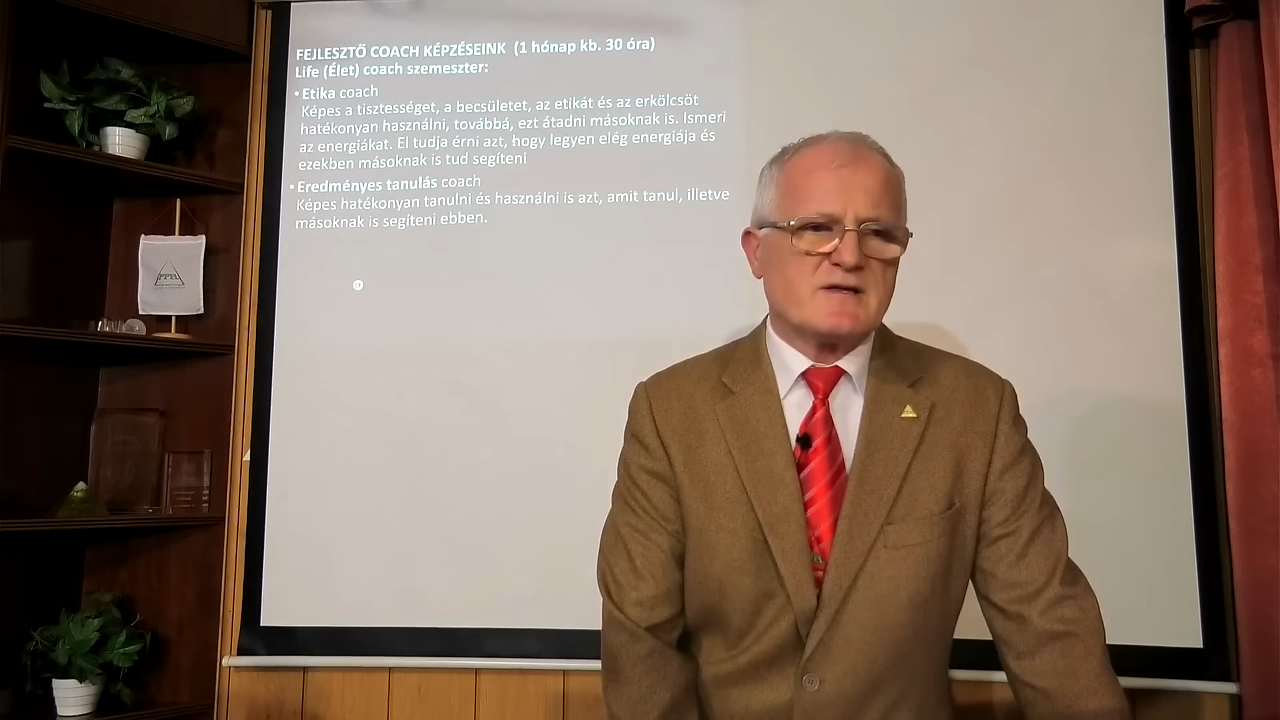 FEJLESZTŐ COACH KÉPZÉSEINK (1 hónap kb. 30 óra)
Life (Élet) coach szemeszter:
• Etika coach
Képes a tisztességet, a becsületet, az etikát és az erkölcsöt
hatékonyan használni, továbbá, ezt átadni másoknak is. Ismeri
az energiákat. El tudja érni azt, hogy legyen elég energiája és
ezekben másoknak is tud segíteni
• Eredményes tanulás coach
Képes hatékonyan tanulni és használni is azt, amit tanul, illetve
másoknak is segíteni ebben.